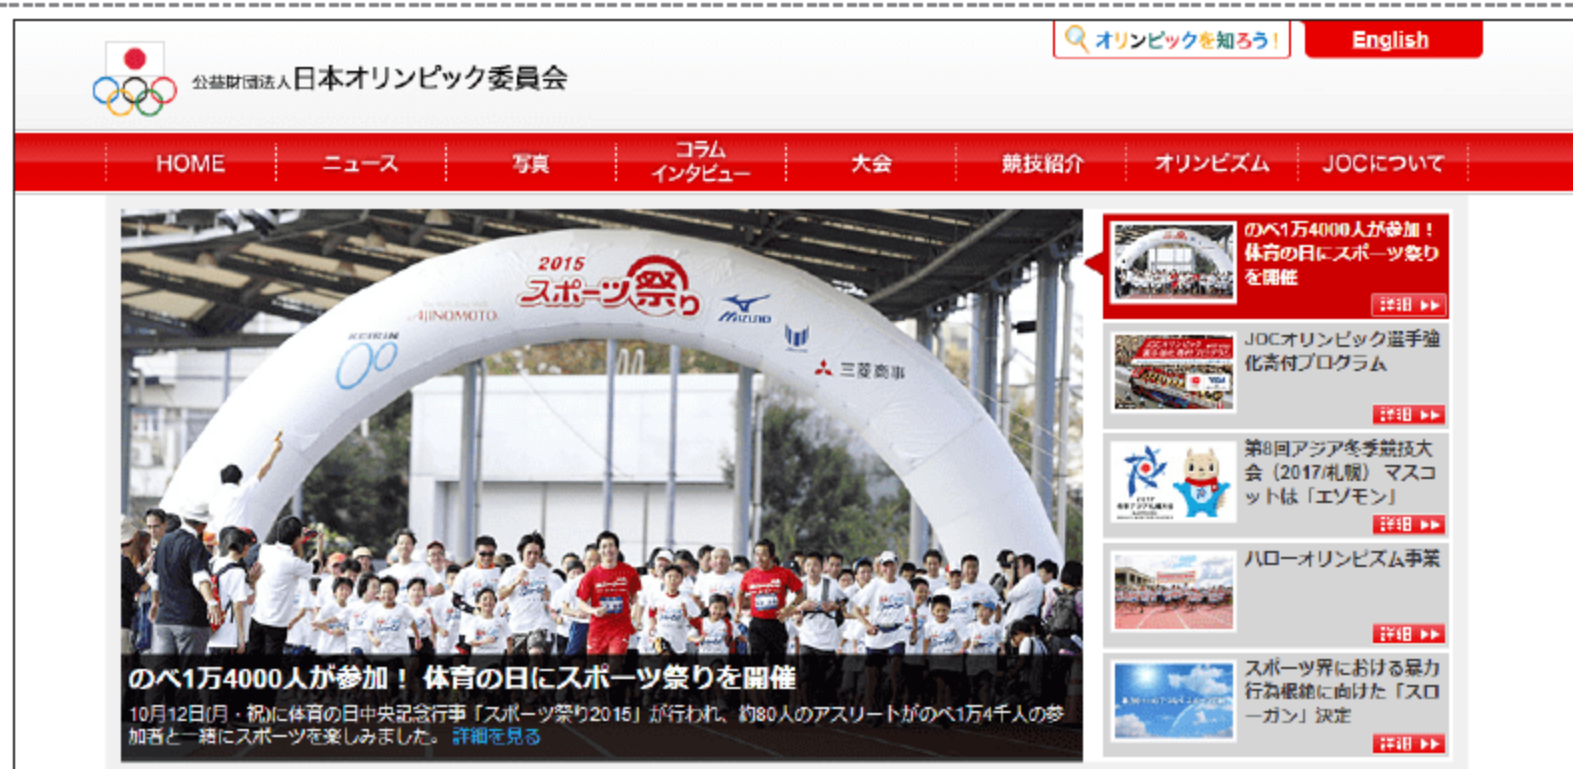 オリンピックを知ろう!
English
公益財団法人日本オリンピック委員会
HOME
ニュース
写真
コラム
インタビュー
大会
競技紹介
オリンピズム
JOCについて
2015
スポーツ祭り
AJINOMOTO
MIZUNO
KEIRIN
三菱商事
のべ1万4000人が参加！ 体育の日にスポーツ祭りを開催
10月12日(月・祝)に体育の日中央記念行事「スポーツ祭り2015」が行われ、約80人のアスリートがのべ1万4千人の参
加者と一緒にスポーツを楽しみました。 詳細を見る
のべ1万4000人が参加！
体育の日にスポーツ祭り
を開催
詳細
JOCオリンピック選手強
化寄付プログラム
詳細
第8回アジア冬季競技大
会（2017/札幌） マスコ
ットは「エゾモン」
詳細
ハローオリンピズム事業
詳細
スポーツ界における暴力
行為根絶に向けた「スロ
ーガン」決定
詳細